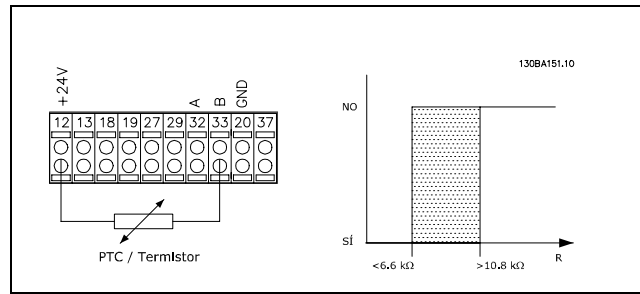 130BA151.10
+24V
A
B
GND
12 13 18 19 27 29 32 33 20 37
PTC / Termistor
NO
SÍ
<6.6 kΩ
>10.8 kΩ
R